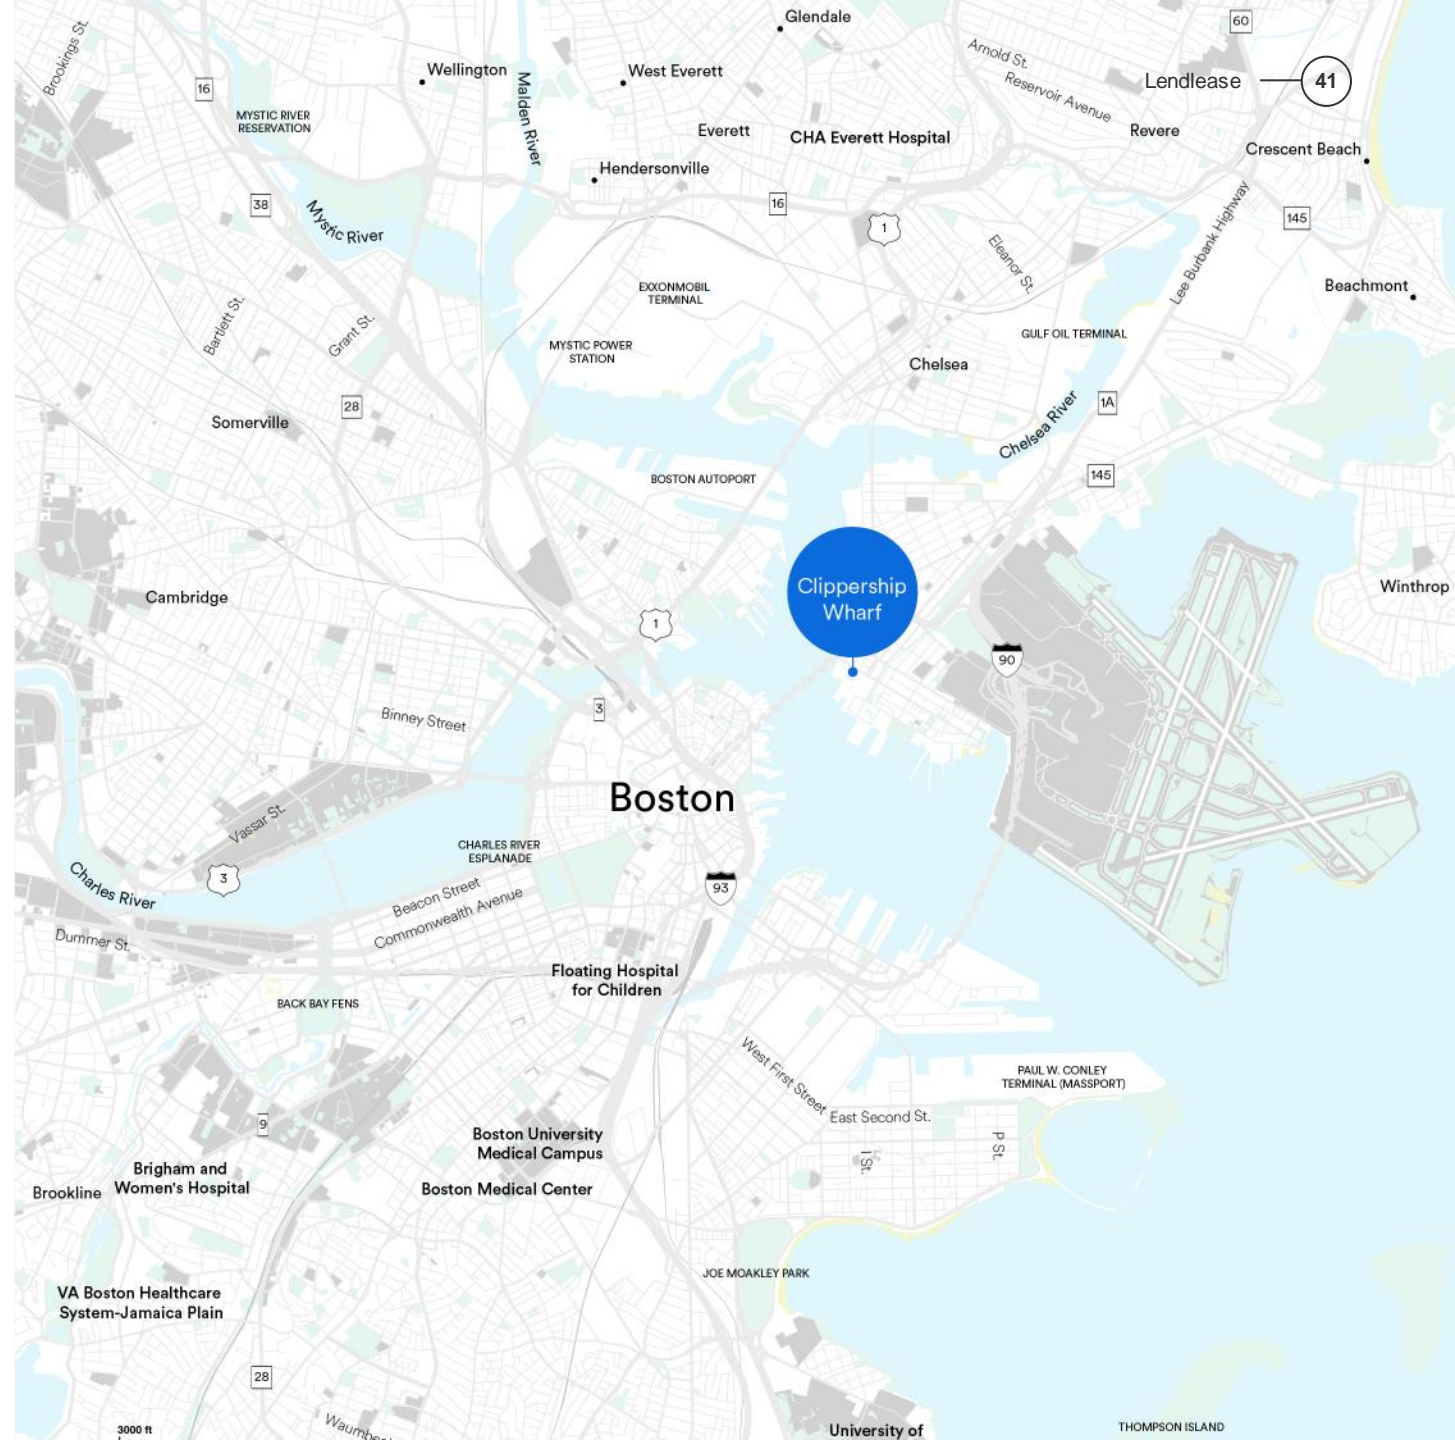 Glendale
60
Arnold St.
Lendlease
41
Wellington
West Everett
Brookings St.
16
Malden River
Reservoir Avenue
MYSTIC RIVER
RESERVATION
Everett
CHA Everett Hospital
Revere
Crescent Beach
Hendersonville
38
16
145
Mystic River
1
Eleanor St.
Lee Burbank Highway
EXXONMOBIL
TERMINAL
Beachmont
Bartlett St.
Grant St.
MYSTIC POWER
STATION
GULF OIL TERMINAL
Chelsea
28
1A
Somerville
Chelsea River
BOSTON AUTOPORT
145
Clippership
Wharf
Cambridge
Winthrop
1
90
3
Binney Street
Boston
Vassar St.
CHARLES RIVER
ESPLANADE
3
93
Charles River
Beacon Street
Commonwealth Avenue
Dummer St.
Floating Hospital
for Children
BACK BAY FENS
West First Street
PAUL W. CONLEY
TERMINAL (MASSPORT)
East Second St.
9
Boston University
Medical Campus
I St.
P St.
Brigham and
Women's Hospital
Brookline
Boston Medical Center
JOE MOAKLEY PARK
VA Boston Healthcare
System-Jamaica Plain
28
3000 ft
University of
THOMPSON ISLAND